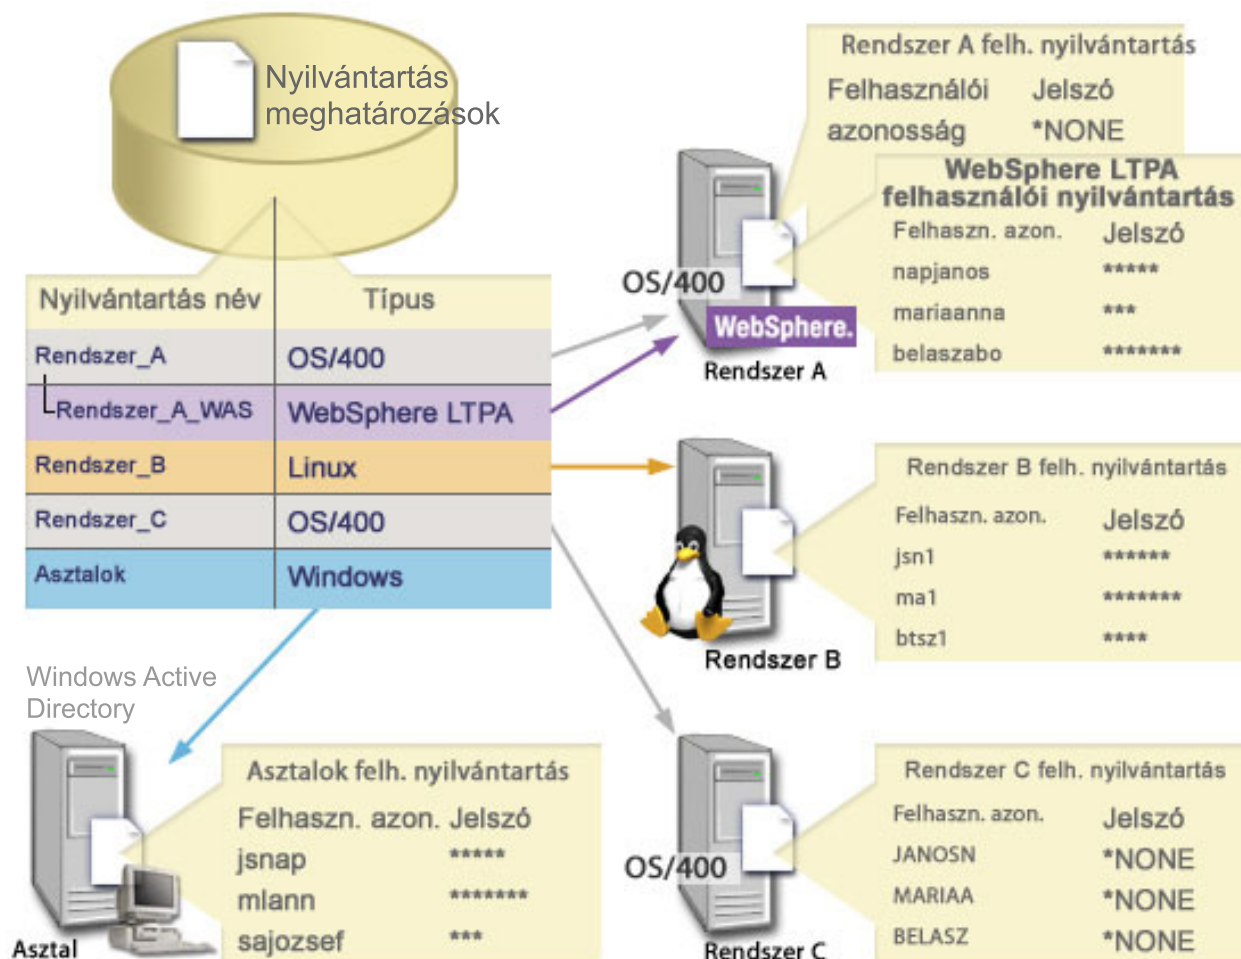 Nyilvántartás
meghatározások
Nyilvántartás név Típus
Rendszer_A OS/400
Rendszer_A_WAS WebSphere LTPA
Rendszer_B Linux
Rendszer_C OS/400
Asztalok Windows
Rendszer A felh. nyilvántartás
Felhasználói Jelszó
azonosság *NONE
WebSphere LTPA
felhasználói nyilvántartás
Felhaszn. azon. Jelszó
napjanos *****
mariaanna ***
belaszabo *******
OS/400
WebSphere.
Rendszer A
Rendszer B felh. nyilvántartás
Felhaszn. azon. Jelszó
jsn1 ******
ma1 *******
btsz1 ****
Rendszer B
Windows Active
Directory
Asztalok felh. nyilvántartás
Felhaszn. azon. Jelszó
jsnap *****
mlann *******
sajozsef ***
Asztal
Rendszer C felh. nyilvántartás
Felhaszn. azon. Jelszó
JANOSN *NONE
MARIAA *NONE
BELASZ *NONE
OS/400
Rendszer C